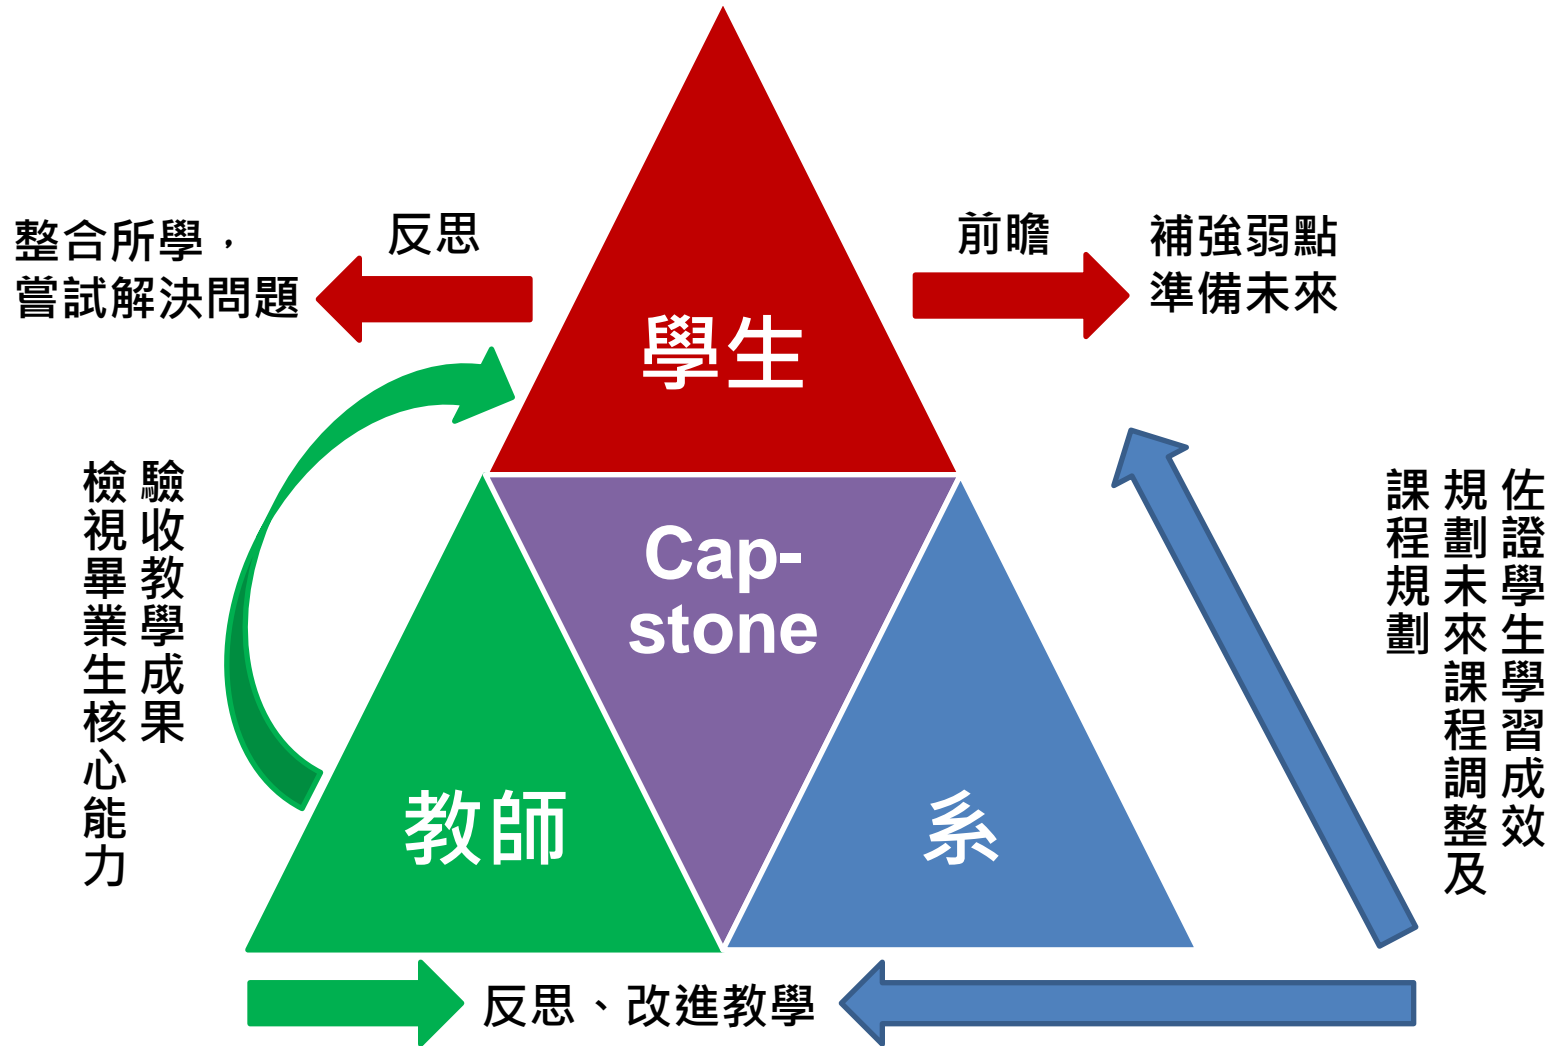 反思
前瞻
整合所學，
嘗試解決問題
補強弱點
準備未來
學生
驗收教學成果
檢視畢業生核心能力
Cap-
stone
佐證學生學習成效
規劃未來課程調整及
課程規劃
教師
系
反思、改進教學